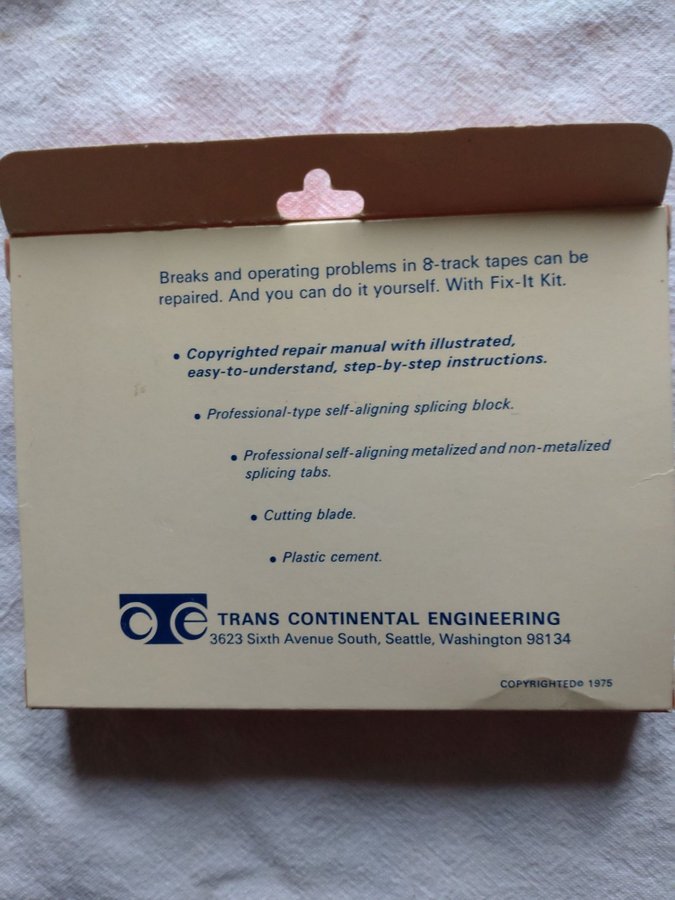 Breaks and operating problems in 8-track tapes can be
repaired. And you can do it yourself. With Fix-It Kit.
• Copyrighted repair manual with illustrated,
easy-to-understand, step-by-step instructions.
• Professional-type self-aligning splicing block.
• Professional self-aligning metalized and non-metalized
splicing tabs.
• Cutting blade.
• Plastic cement.
cte TRANS CONTINENTAL ENGINEERING
3623 Sixth Avenue South, Seattle, Washington 98134
COPYRIGHTED© 1975